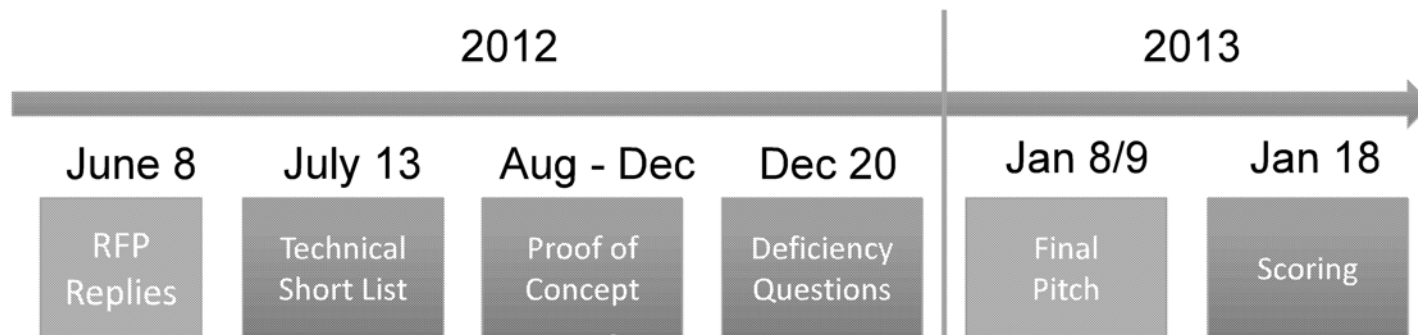 2012
2013
June 8
July 13
Aug - Dec
Dec 20
Jan 8/9
Jan 18
RFP
Replies
Technical
Short List
Proof of
Concept
Deficiency
Questions
Final
Pitch
Scoring